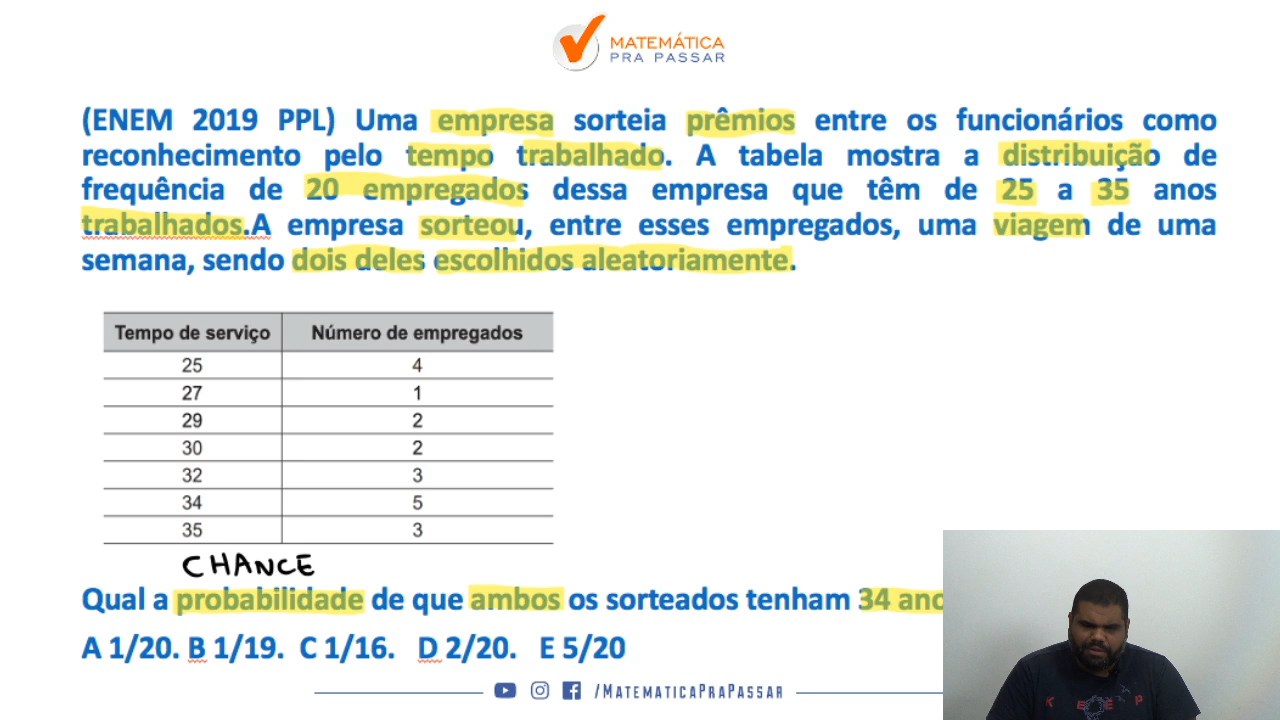 MATEMÁTICA
PRA PASSAR
(ENEM 2019 PPL) Uma empresa sorteia prêmios entre os funcionários como
reconhecimento pelo tempo trabalhado. A tabela mostra a distribuição de
frequência de 20 empregados dessa empresa que têm de 25 a 35 anos
trabalhados.A empresa sorteou, entre esses empregados, uma viagem de uma
semana, sendo dois deles escolhidos aleatoriamente.
Tempo de serviço Número de empregados
25 4
27 1
29 2
30 2
32 3
34 5
35 3
CHANCE
Qual a probabilidade de que ambos os sorteados tenham 34 ano
A 1/20. B 1/19. C 1/16. D 2/20. E 5/20
/MATEMATICAPRAPASSAR
K E E P